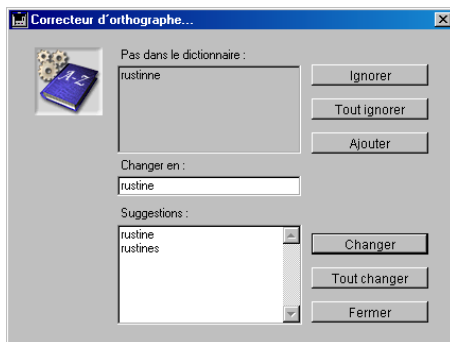 Correcteur d'orthographe...
A-Z
Pas dans le dictionnaire :
rustinne
Ignorer
Tout ignorer
Ajouter
Changer en :
rustine
Suggestions :
rustine
rustines
Changer
Tout changer
Fermer